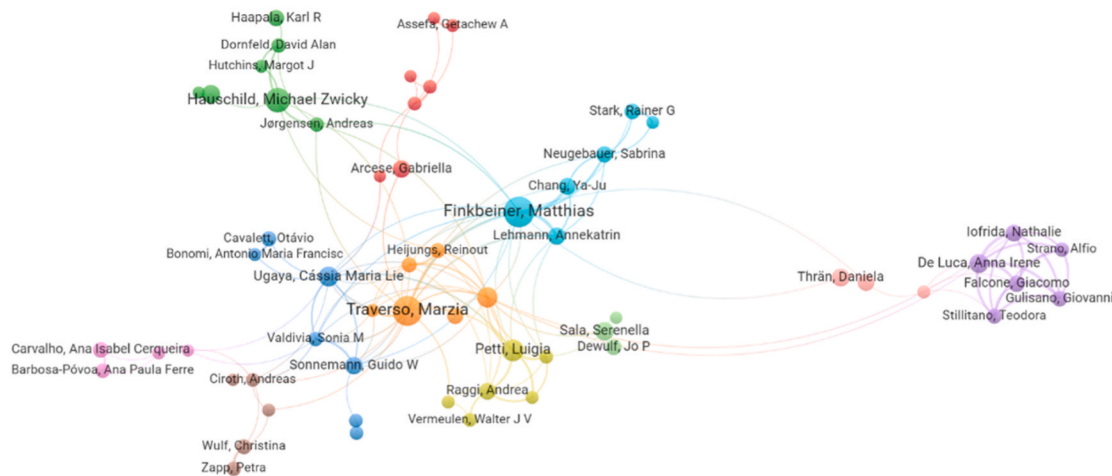 Haapala, Karl R
Assefa, Getachew A
Dornfeld, David Alan
Hutchins, Margot J
Hauschild, Michael Zwicky
Stark, Rainer G
Jørgensen, Andreas
Neugebauer, Sabrina
Arcese, Gabriella
Chang, Ya-Ju
Finkbeiner, Matthias
Lehmann, Annekatrin
Iofrida, Nathalie
Cavalett, Otávio
Heijungs, Reinout
Strano, Alfio
Bonomi, Antonio Maria Francisc
De Luca, Anna Irene
Ugaya, Cássia Maria Lie
Thrän, Daniela
Falcone, Giacomo
Gulisano, Giovanni
Traverso, Marzia
Stillitano, Teodora
Sala, Serenella
Valdivia, Sonia M
Dewulf, Jo P
Carvalho, Ana Isabel Cerqueira
Petti, Luigia
Sonnemann, Guido W
Barbosa-Póvoa, Ana Paula Ferre
Ciroth, Andreas
Raggi, Andrea
Vermeulen, Walter J V
Wulf, Christina
Zapp, Petra